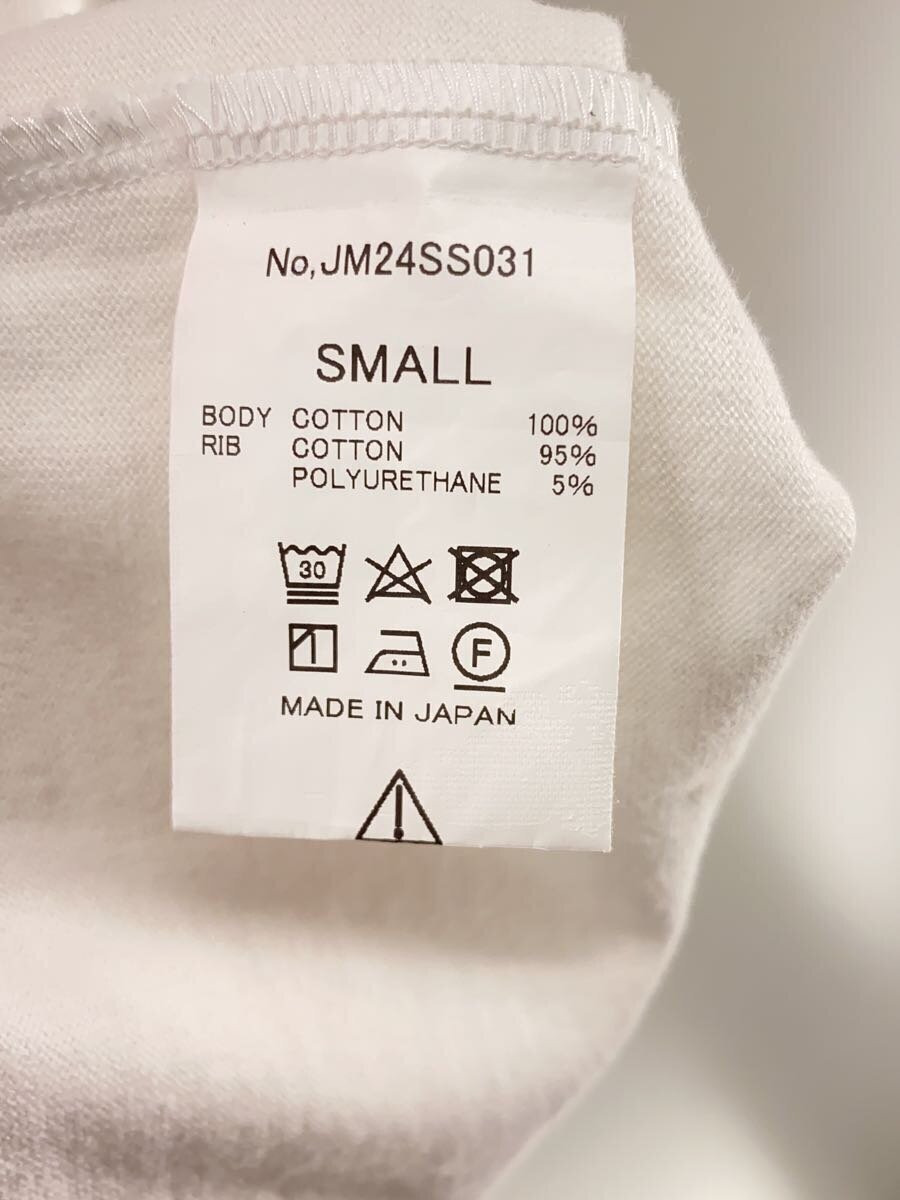 No,JM24SS031
SMALL
BODY COTTON 100%
RIB COTTON 95%
POLYURETHANE 5%
30
F
MADE IN JAPAN